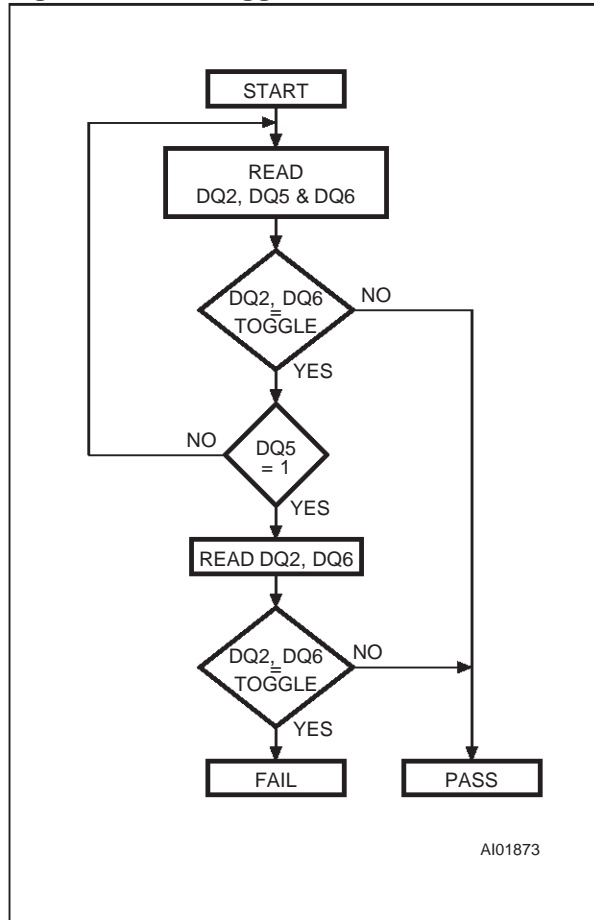 START
READ
DQ2, DQ5 & DQ6
DQ2, DQ6
=
TOGGLE
NO
YES
NO
DQ5
= 1
YES
READ DQ2, DQ6
DQ2, DQ6
=
TOGGLE
NO
YES
FAIL
PASS
AI01873